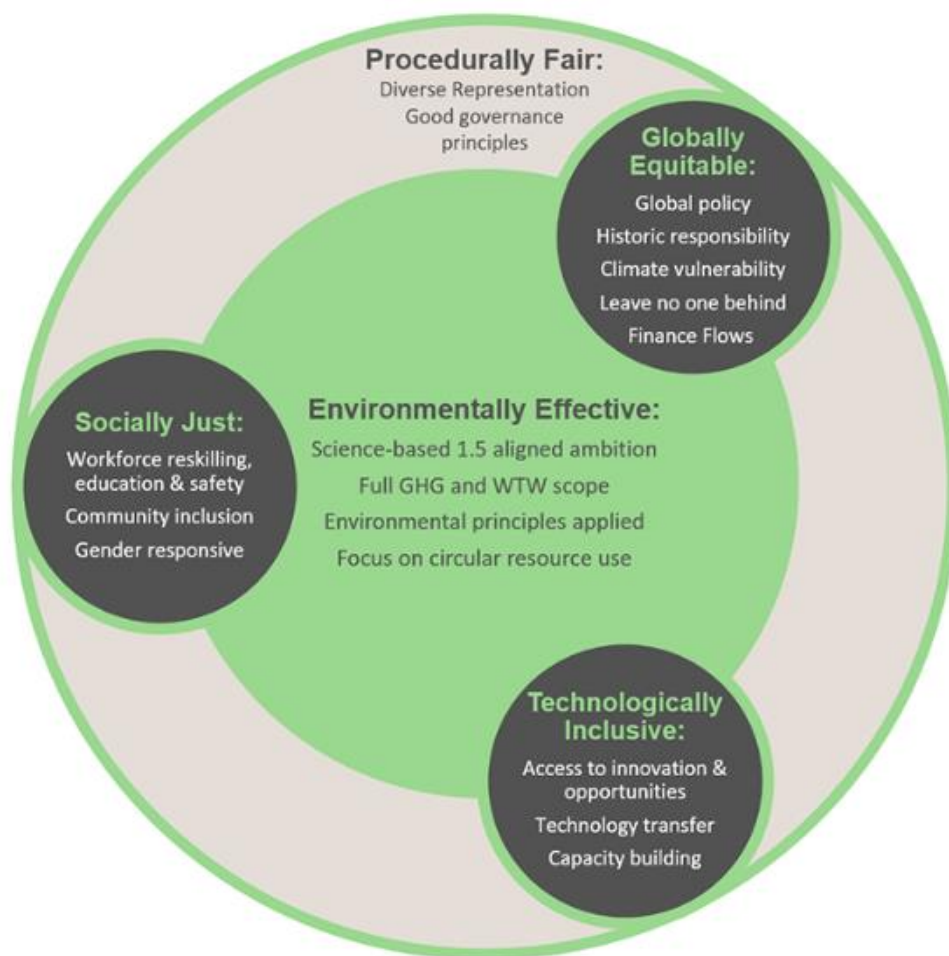 Procedurally Fair:
Diverse Representation
Good governance
principles
Globally
Equitable:
Global policy
Historic responsibility
Climate vulnerability
Leave no one behind
Finance Flows
Socially Just:
Workforce reskilling,
education & safety
Community inclusion
Gender responsive
Environmentally Effective:
Science-based 1.5 aligned ambition
Full GHG and WTW scope
Environmental principles applied
Focus on circular resource use
Technologically
Inclusive:
Access to innovation &
opportunities
Technology transfer
Capacity building